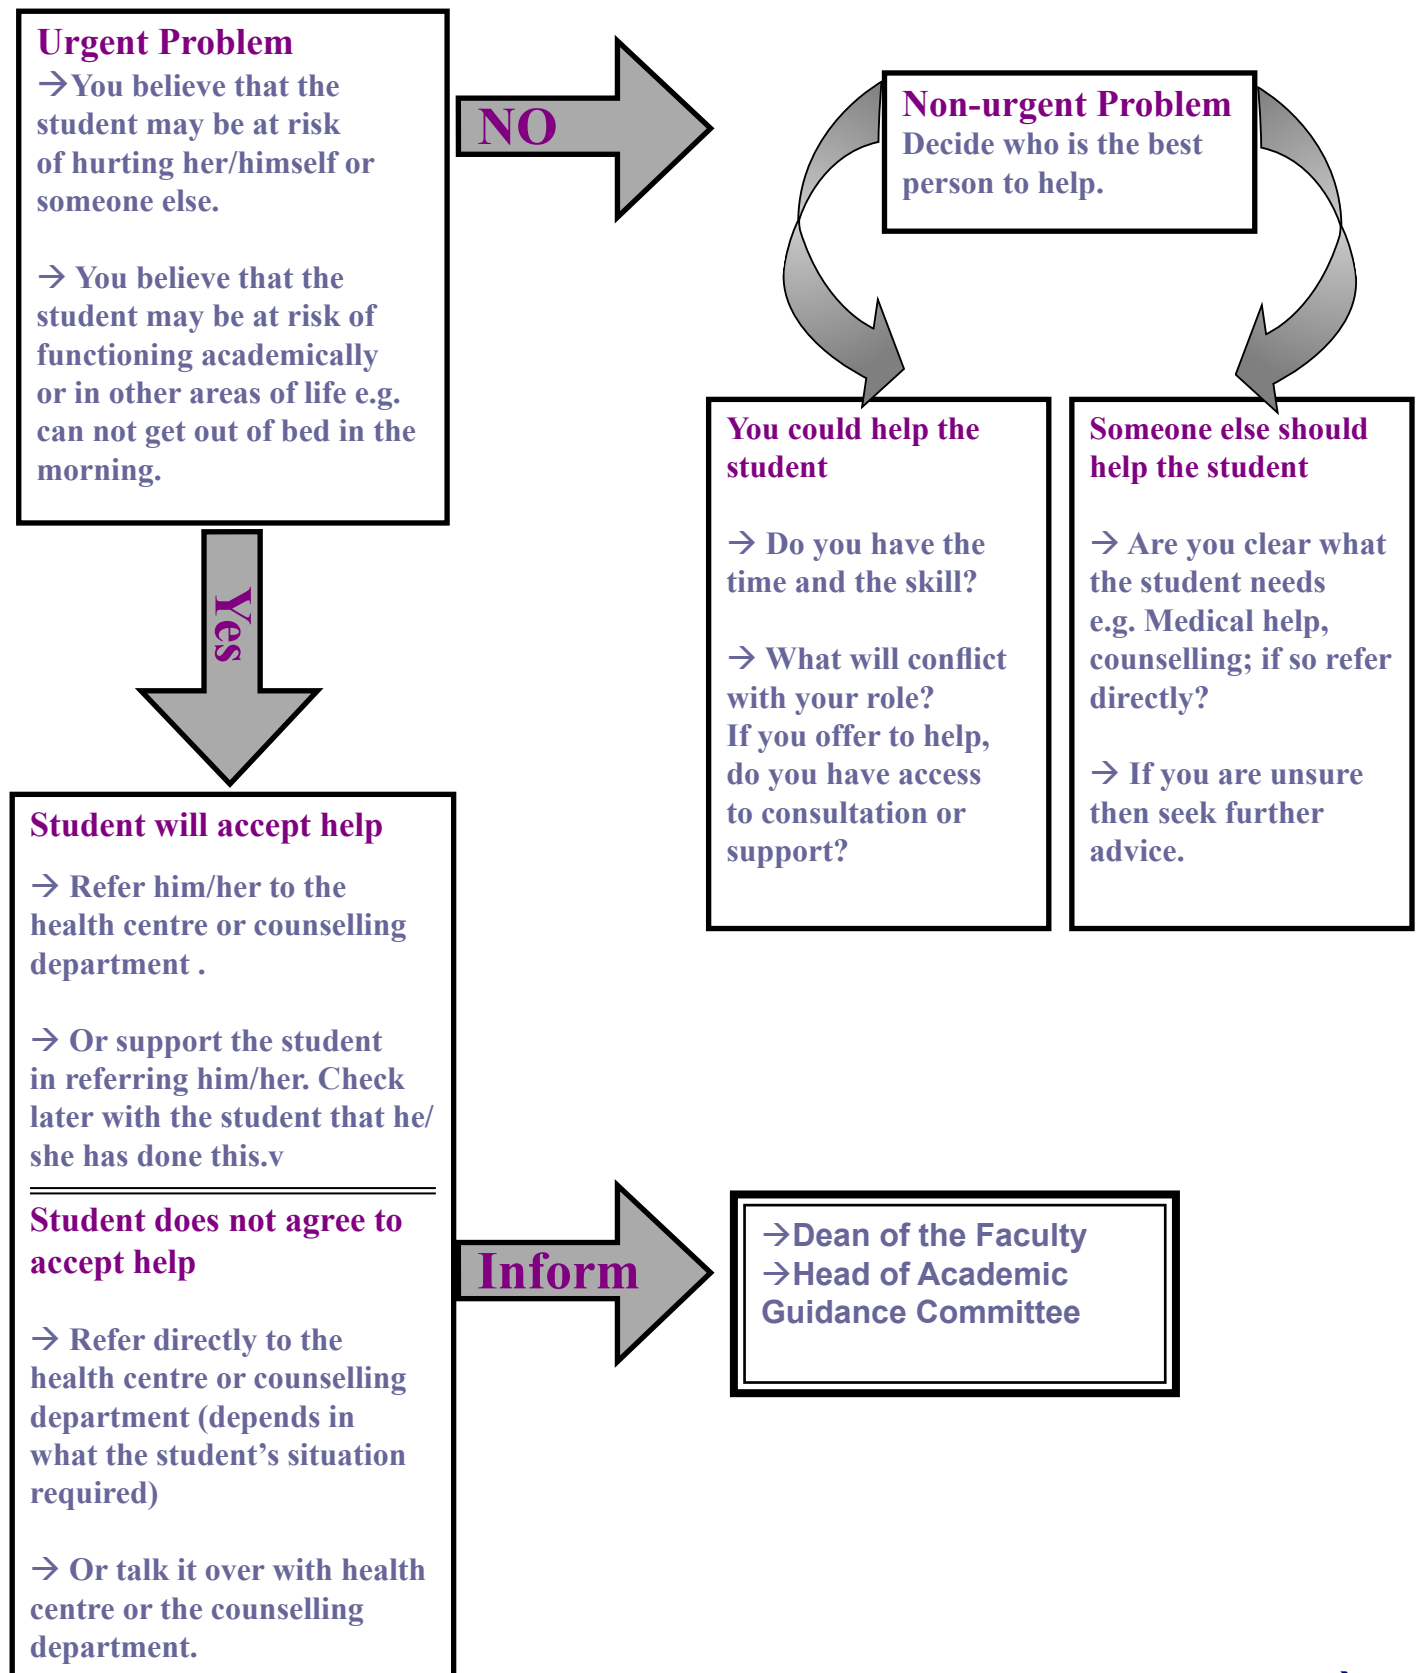 Urgent Problem
→You believe that the
student may be at risk
of hurting her/himself or
someone else.
→ You believe that the
student may be at risk of
functioning academically
or in other areas of life e.g.
can not get out of bed in the
morning.
NO
Non-urgent Problem
Decide who is the best
person to help.
You could help the
student
→ Do you have the
time and the skill?
→ What will conflict
with your role?
If you offer to help,
do you have access
to consultation or
support?
Someone else should
help the student
→ Are you clear what
the student needs
e.g. Medical help,
counselling; if so refer
directly?
→ If you are unsure
then seek further
advice.
Yes
Student will accept help
→ Refer him/her to the
health centre or counselling
department .
→ Or support the student
in referring him/her. Check
later with the student that he/
she has done this.v
Student does not agree to
accept help
→ Refer directly to the
health centre or counselling
department (depends in
what the student’s situation
required)
→ Or talk it over with health
centre or the counselling
department.
Inform
→Dean of the Faculty
→Head of Academic
Guidance Committee